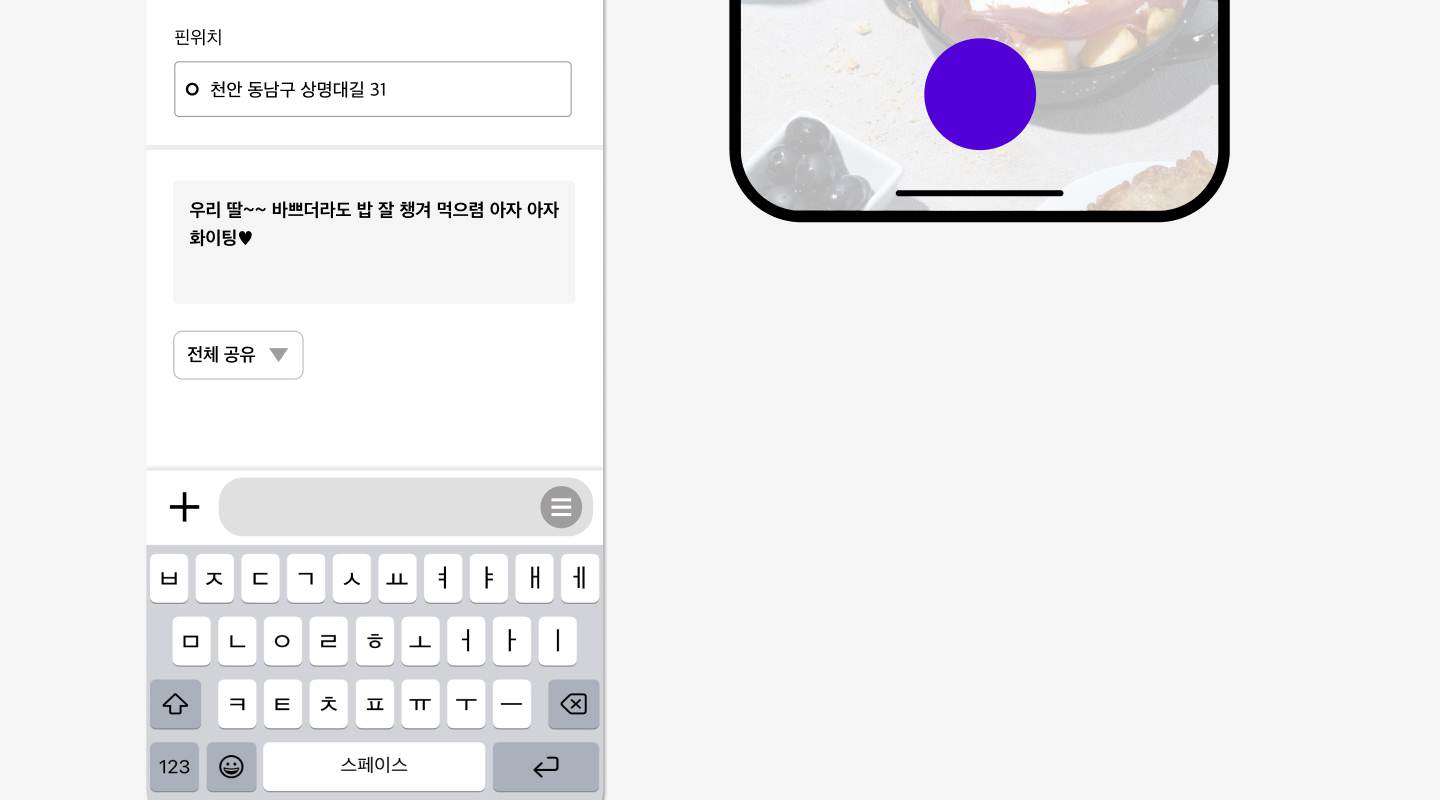 핀위치
천안 동남구 상명대길 31
우리 딸~~ 바쁘더라도 밥 잘 챙겨 먹으렴 아자 아자
화이팅♥
전체 공유
ㅂ ㅈ ㄷ ㄱ ㅅ ㅛ ㅕ ㅑ ㅐ ㅔ
ㅁ ㄴ ㅇ ㄹ ㅎ ㅗ ㅓ ㅏ ㅣ
ㅋ ㅌ ㅊ ㅍ ㅠ ㅜ ㅡ
123 스페이스